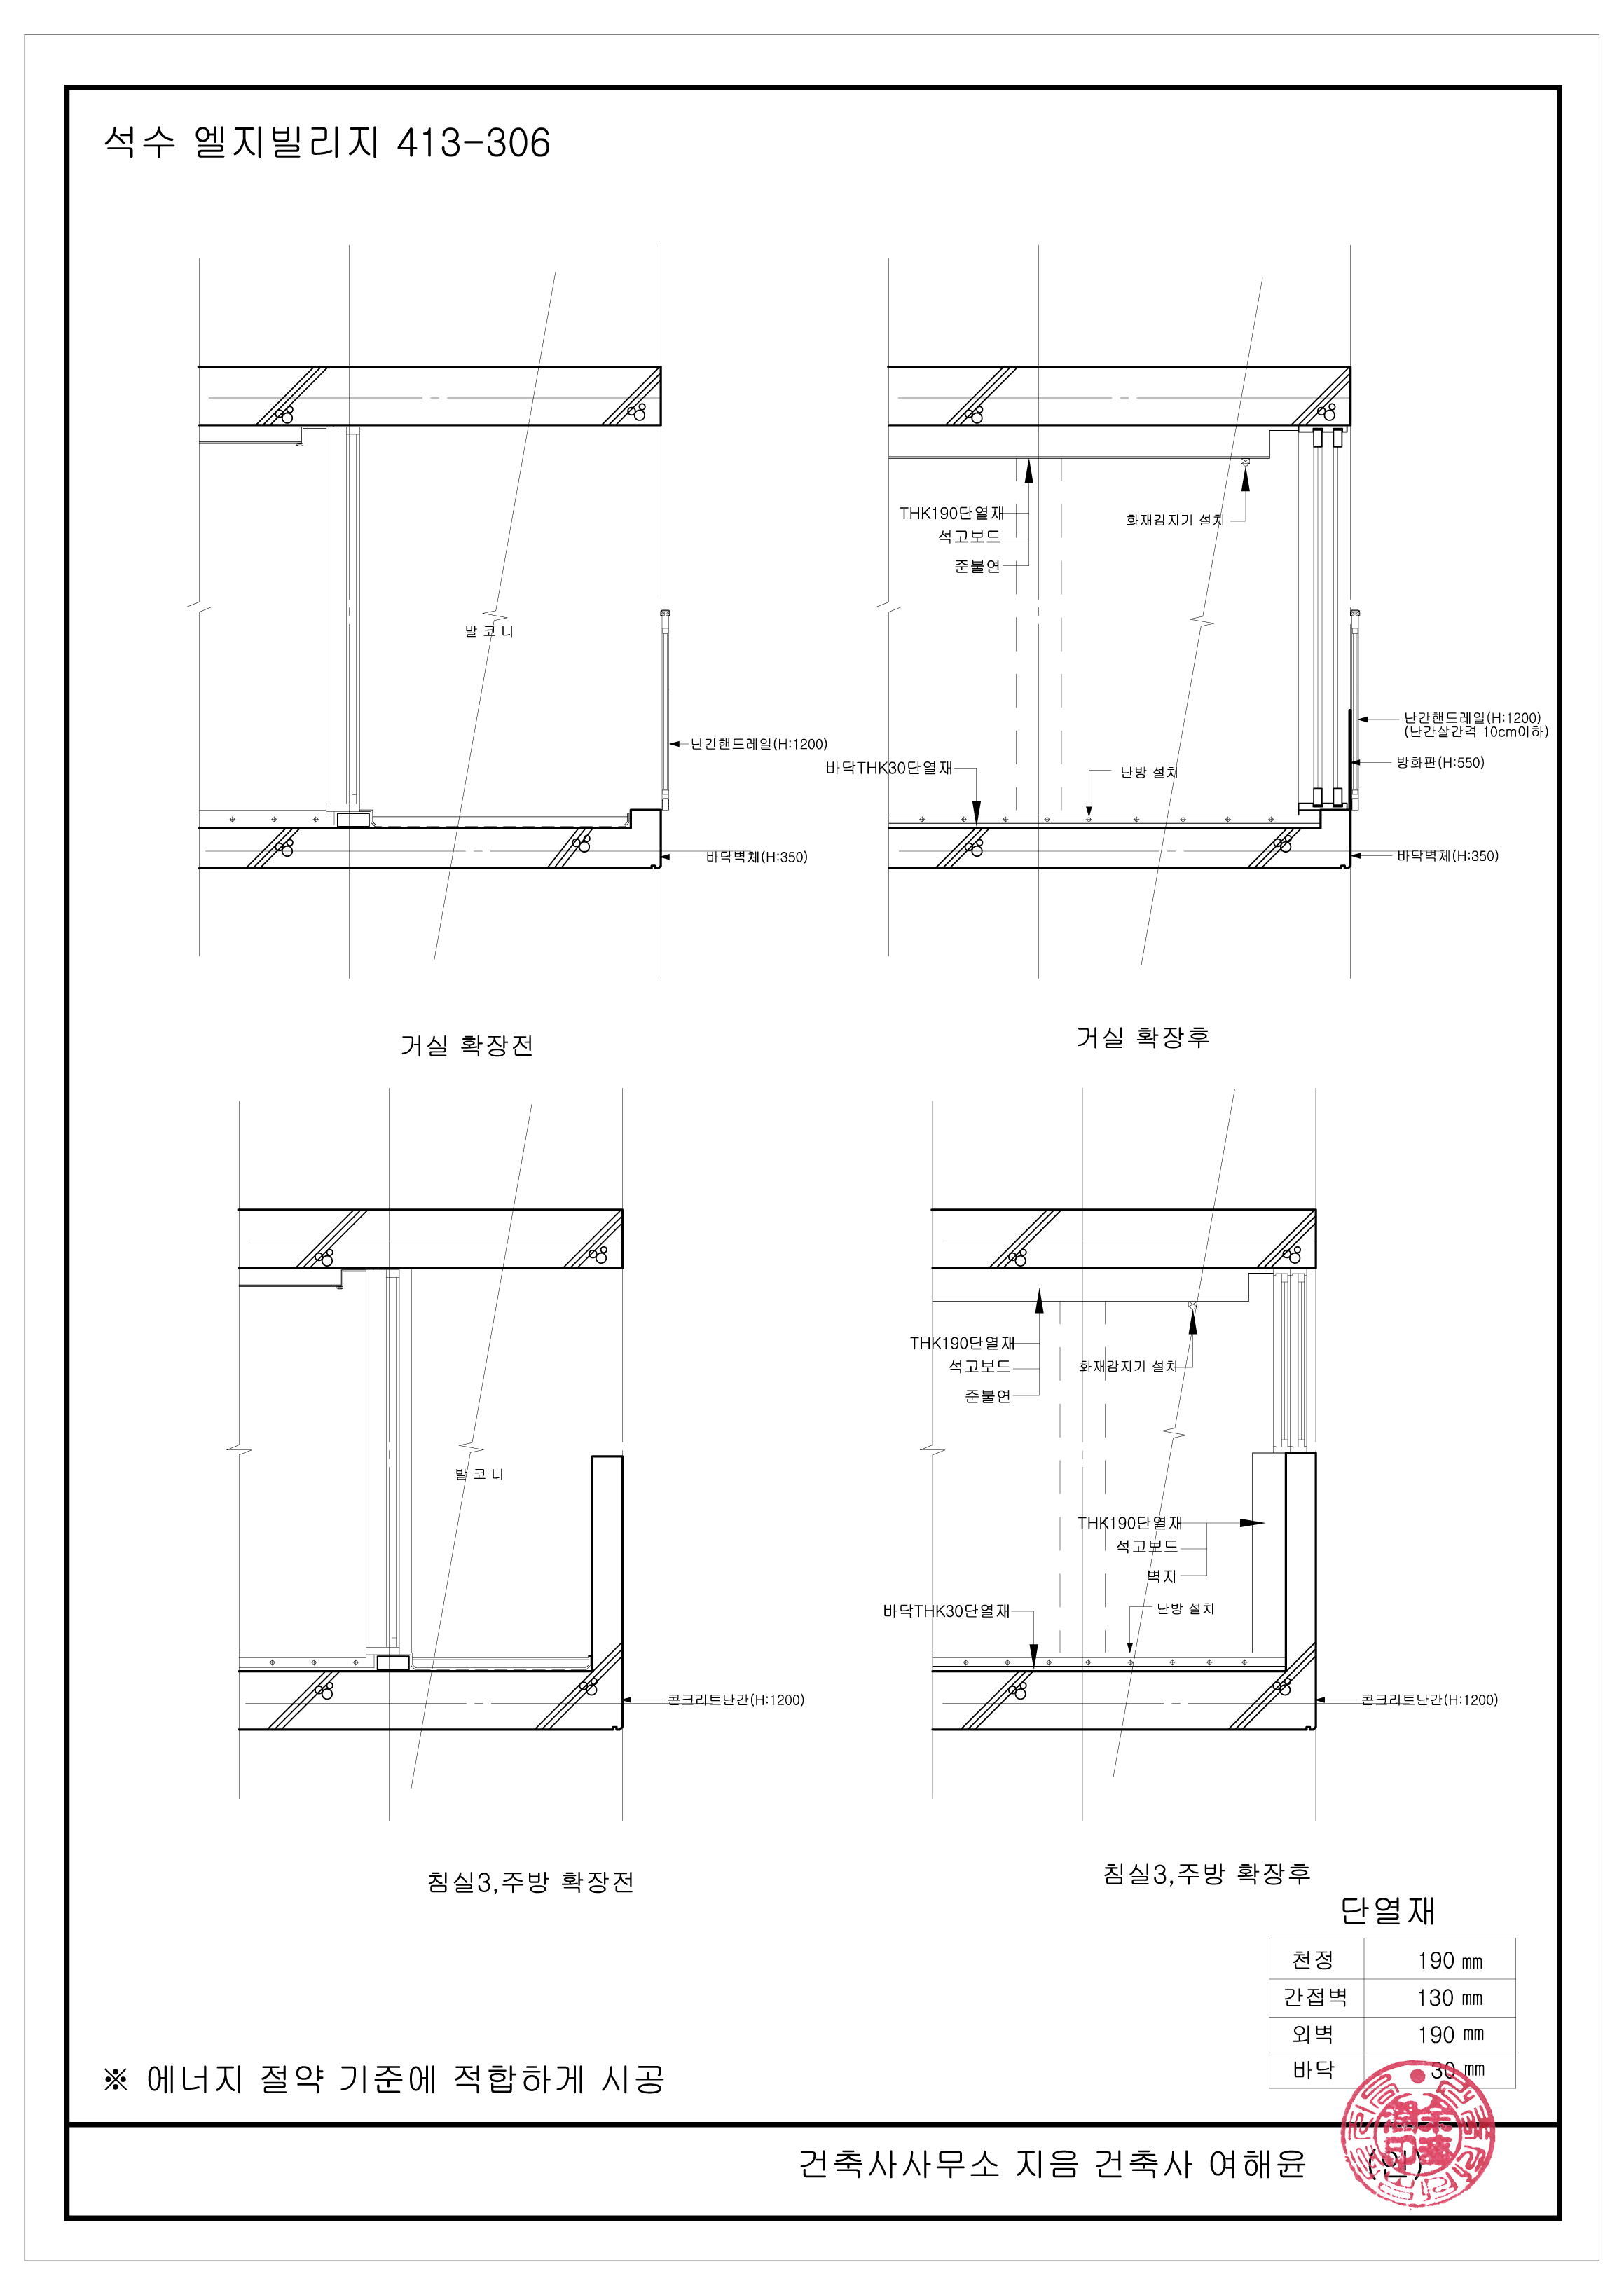 석수 엘지빌리지 413-306
THK190단열재
석고보드
준불연
화재감지기 설치
발 코 니
난간핸드레일(H:1200)
바닥벽체(H:350)
바닥THK30단열재
난방 설치
난간핸드레일(H:1200)
(난간살간격 10cm이하)
방화판(H:550)
바닥벽체(H:350)
거실 확장전
거실 확장후
발 코 니
콘크리트난간(H:1200)
THK190단열재
석고보드
준불연
화재감지기 설치
THK190단열재
석고보드
벽지
바닥THK30단열재
난방 설치
콘크리트난간(H:1200)
침실3,주방 확장전
침실3,주방 확장후
단열재
천정 190 ㎜
간접벽 130 ㎜
외벽 190 ㎜
바닥 30 ㎜
※ 에너지 절약 기준에 적합하게 시공
건축사사무소 지음 건축사 여해윤 (인)